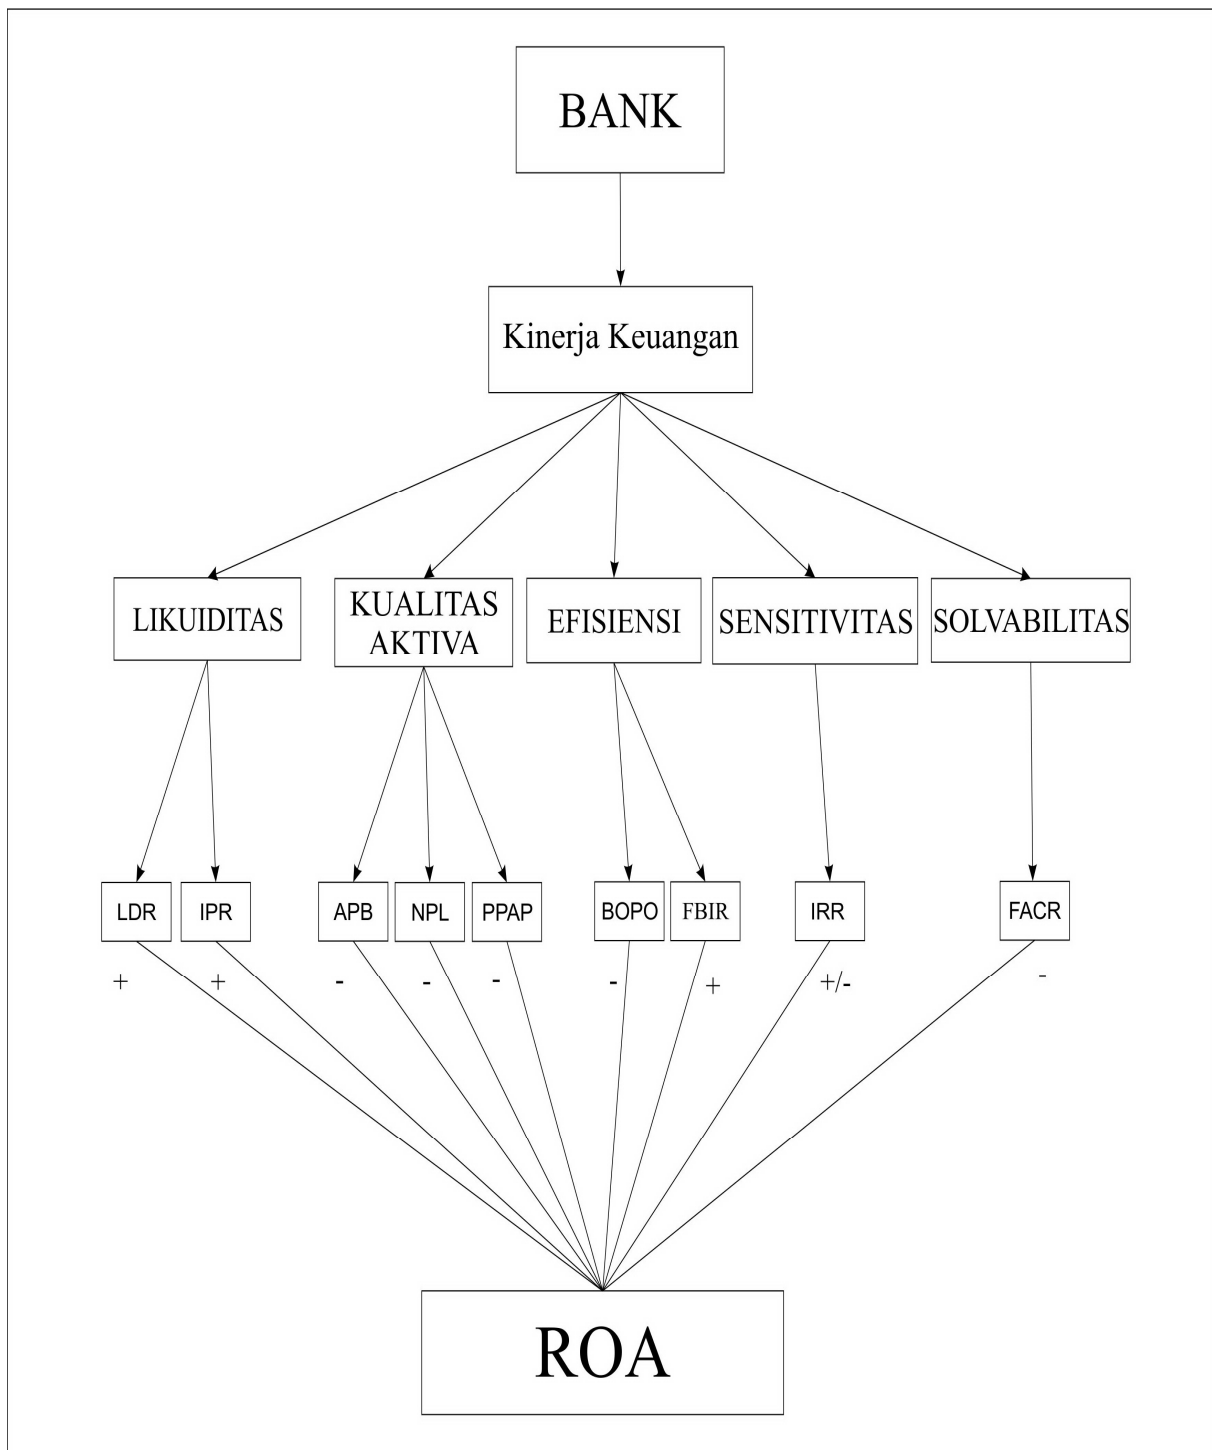 BANK
Kinerja Keuangan
LIKUIDITAS
KUALITAS
AKTIVA
EFISIENSI
SENSITIVITAS
SOLVABILITAS
LDR
IPR
APB
NPL
PPAP
BOPO
FBIR
IRR
FACR
+
+
-
-
-
-
+
+/-
-
ROA